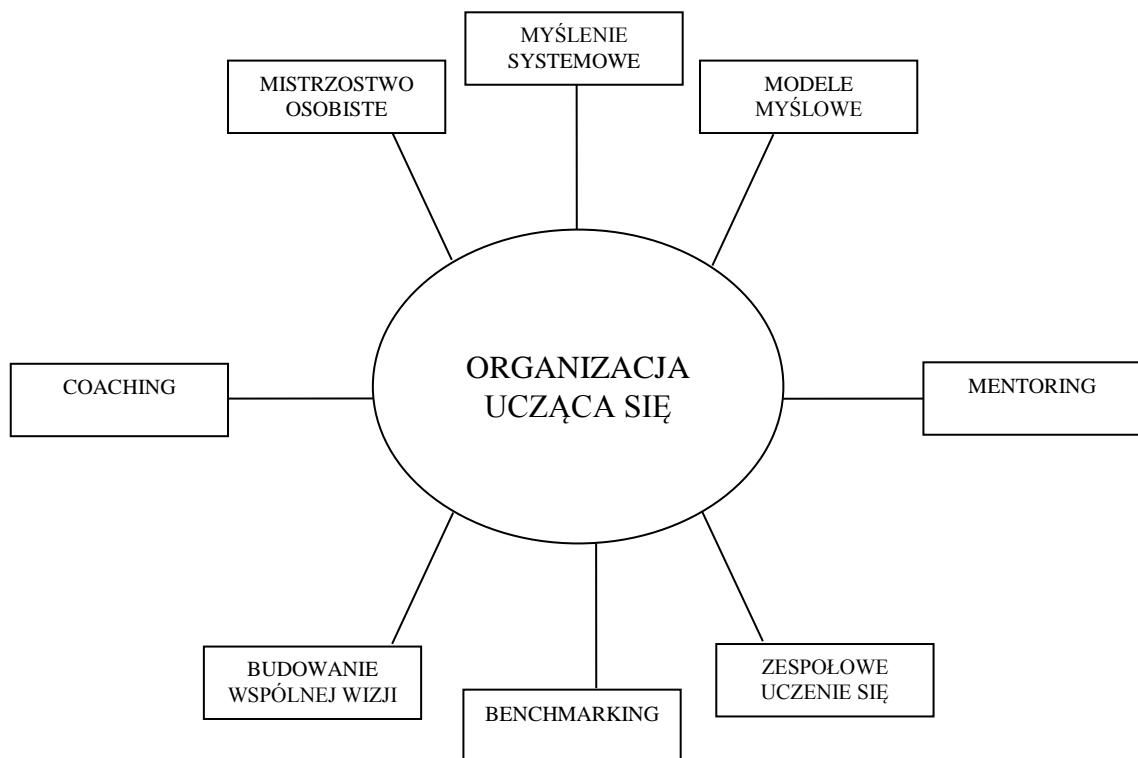 MYŚLENIE
SYSTEMOWE
MISTRZOSTWO
OSOBISTE
MODELE
MYŚLOWE
ORGANIZACJA
UCZĄCA SIĘ
COACHING
MENTORING
BUDOWANIE
WSPÓLNEJ WIZJI
BENCHMARKING
ZESPOŁOWE
UCZENIE SIĘ